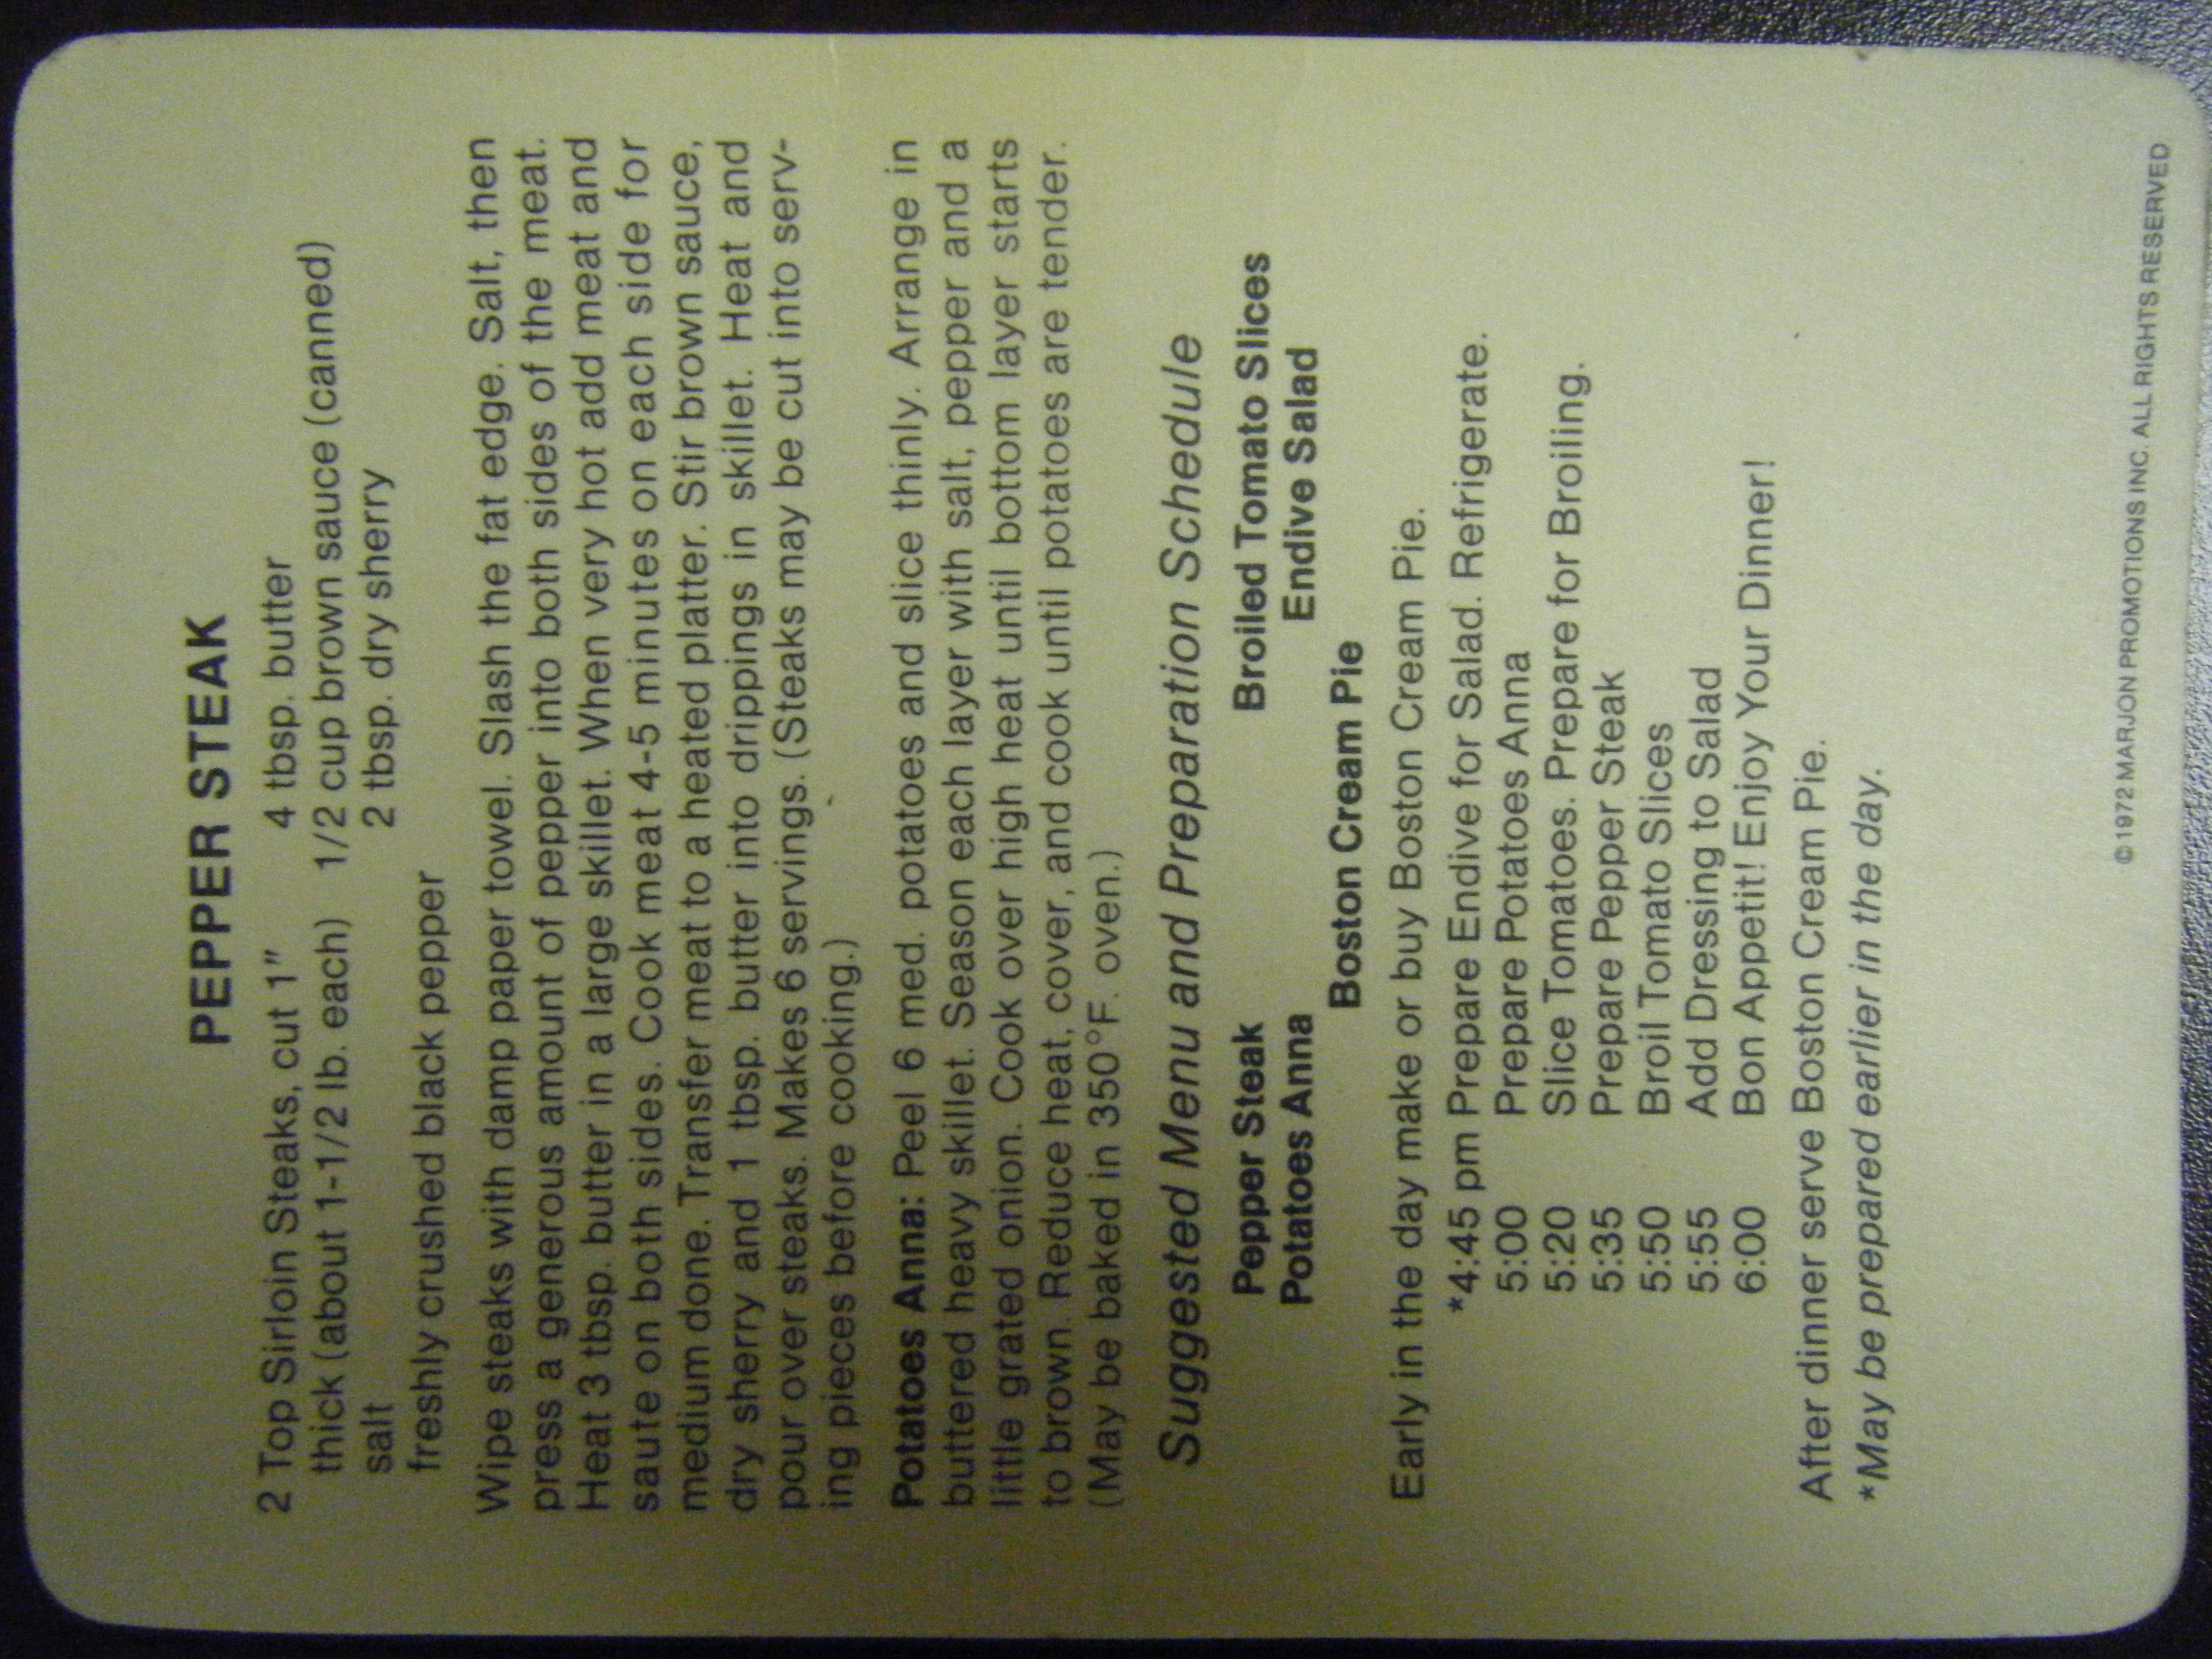 PEPPER STEAK
2 Top Sirloin Steaks, cut 1" 4 tbsp. butter
thick (about 1-1/2 lb. each) 1/2 cup brown sauce (canned)
salt 2 tbsp. dry sherry
freshly crushed black pepper
Wipe steaks with damp paper towel. Slash the fat edge. Salt, then
press a generous amount of pepper into both sides of the meat.
Heat 3 tbsp. butter in a large skillet. When very hot add meat and
saute on both sides. Cook meat 4-5 minutes on each side for
medium done. Transfer meat to a heated platter. Stir brown sauce,
dry sherry and 1 tbsp. butter into drippings in skillet. Heat and
pour over steaks. Makes 6 servings. (Steaks may be cut into serv-
ing pieces before cooking.)
Potatoes Anna: Peel 6 med. potatoes and slice thinly. Arrange in
buttered heavy skillet. Season each layer with salt, pepper and a
little grated onion. Cook over high heat until bottom layer starts
to brown. Reduce heat, cover, and cook until potatoes are tender.
(May be baked in 350°F. oven.)
Suggested Menu and Preparation Schedule
Pepper Steak Broiled Tomato Slices
Potatoes Anna Endive Salad
Boston Cream Pie
Early in the day make or buy Boston Cream Pie.
*4:45 pm Prepare Endive for Salad. Refrigerate.
5:00 Prepare Potatoes Anna
5:20 Slice Tomatoes. Prepare for Broiling.
5:35 Prepare Pepper Steak
5:50 Broil Tomato Slices
5:55 Add Dressing to Salad
6:00 Bon Appetit! Enjoy Your Dinner!
After dinner serve Boston Cream Pie.
*May be prepared earlier in the day.
© 1972 MARJON PROMOTIONS INC. ALL RIGHTS RESERVED